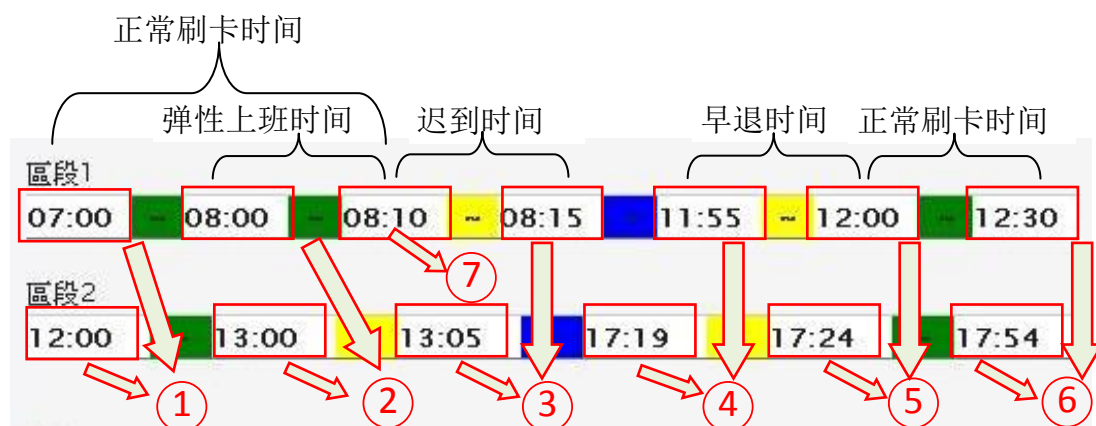 正常刷卡时间
弹性上班时间 迟到时间 早退时间 正常刷卡时间
區段1
07:00 ~ 08:00 ~ 08:10 ~ 08:15 11:55 ~ 12:00 ~ 12:30
7
區段2
12:00 ~ 13:00 13:05 17:19 17:24 ~ 17:54
1 2 3 4 5 6